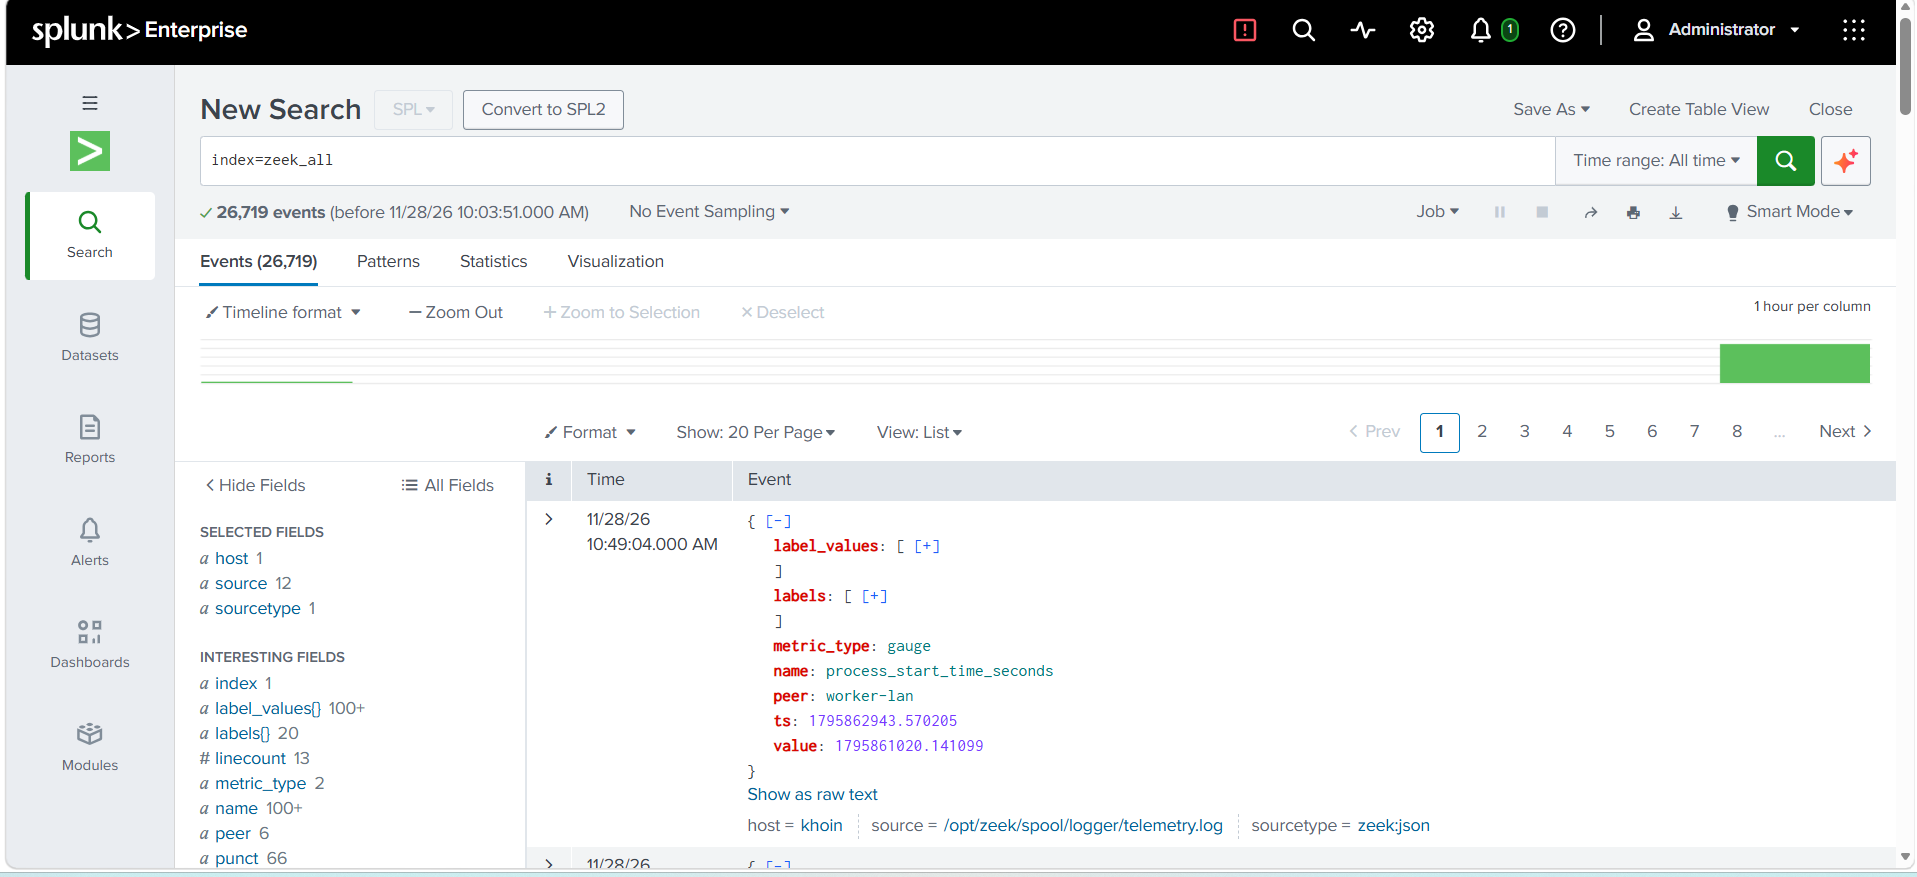 splunk>Enterprise
1
Administrator
New Search
SPL
Convert to SPL2
Save As
Create Table View
Close
index=zeek_all
Time range: All time
26,719 events (before 11/28/26 10:03:51.000 AM)
No Event Sampling
Job
Smart Mode
Search
Datasets
Reports
Alerts
Dashboards
Modules
Events (26,719)
Patterns
Statistics
Visualization
Timeline format
Zoom Out
+ Zoom to Selection
× Deselect
1 hour per column
Format
Show: 20 Per Page
View: List
< Prev
1
2
3
4
5
6
7
8
...
Next >
< Hide Fields
All Fields
SELECTED FIELDS
a host 1
a source 12
a sourcetype 1
INTERESTING FIELDS
a index 1
a label_values{} 100+
a labels{} 20
# linecount 13
a metric_type 2
a name 100+
a peer 6
a punct 66
i
Time
Event
11/28/26
10:49:04.000 AM
{ [-]
label_values: [ [+]
]
labels: [ [+]
]
metric_type: gauge
name: process_start_time_seconds
peer: worker-lan
ts: 1795862943.570205
value: 1795861020.141099
}
Show as raw text
host = khoin
source = /opt/zeek/spool/logger/telemetry.log
sourcetype = zeek:json
11/28/26
{ [-]